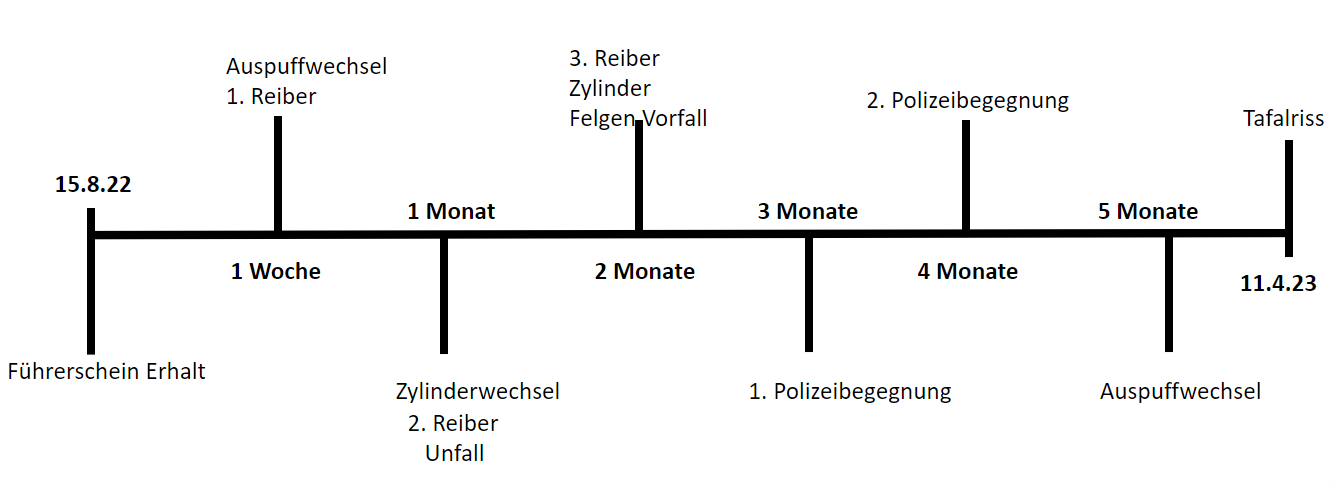 15.8.22
Führerschein Erhalt
Auspuffwechsel
1. Reiber
1 Woche
1 Monat
Zylinderwechsel
2. Reiber
Unfall
3. Reiber
Zylinder
Felgen Vorfall
2 Monate
3 Monate
1. Polizeibegegnung
2. Polizeibegegnung
4 Monate
5 Monate
Auspuffwechsel
Tafalriss
11.4.23